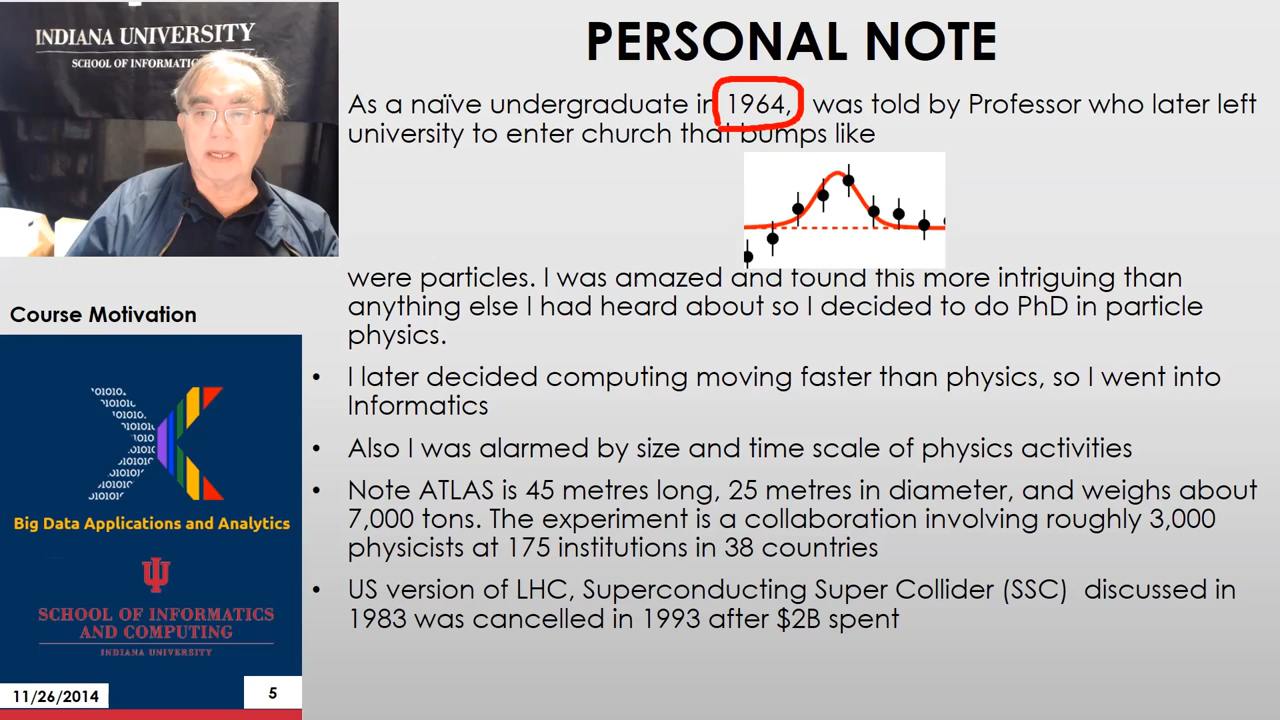 INDIANA UNIVERSITY
SCHOOL OF INFORMATI
PERSONAL NOTE
As a naïve undergraduate in 1964, was told by Professor who later left
university to enter church that bumps like
were particles. I was amazed and found this more intriguing than
anything else I had heard about so I decided to do PhD in particle
physics.
• I later decided computing moving faster than physics, so I went into
Informatics
• Also I was alarmed by size and time scale of physics activities
• Note ATLAS is 45 metres long, 25 metres in diameter, and weighs about
7,000 tons. The experiment is a collaboration involving roughly 3,000
physicists at 175 institutions in 38 countries
• US version of LHC, Superconducting Super Collider (SSC) discussed in
1983 was cancelled in 1993 after $2B spent
Course Motivation
Big Data Applications and Analytics
SCHOOL OF INFORMATICS
AND COMPUTING
INDIANA UNIVERSITY
11/26/2014
5